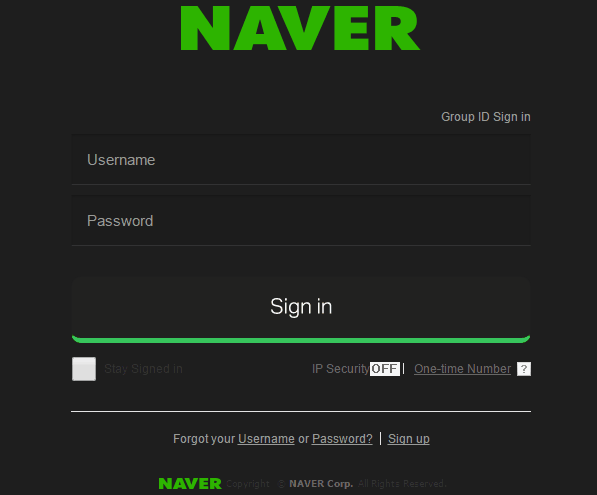 NAVER
Group ID Sign in
Username
Password
Sign in
Stay Signed in IP Security OFF | One-time Number ?
Forgot your Username or Password? | Sign up
NAVER Copyright © NAVER Corp. All Rights Reserved.